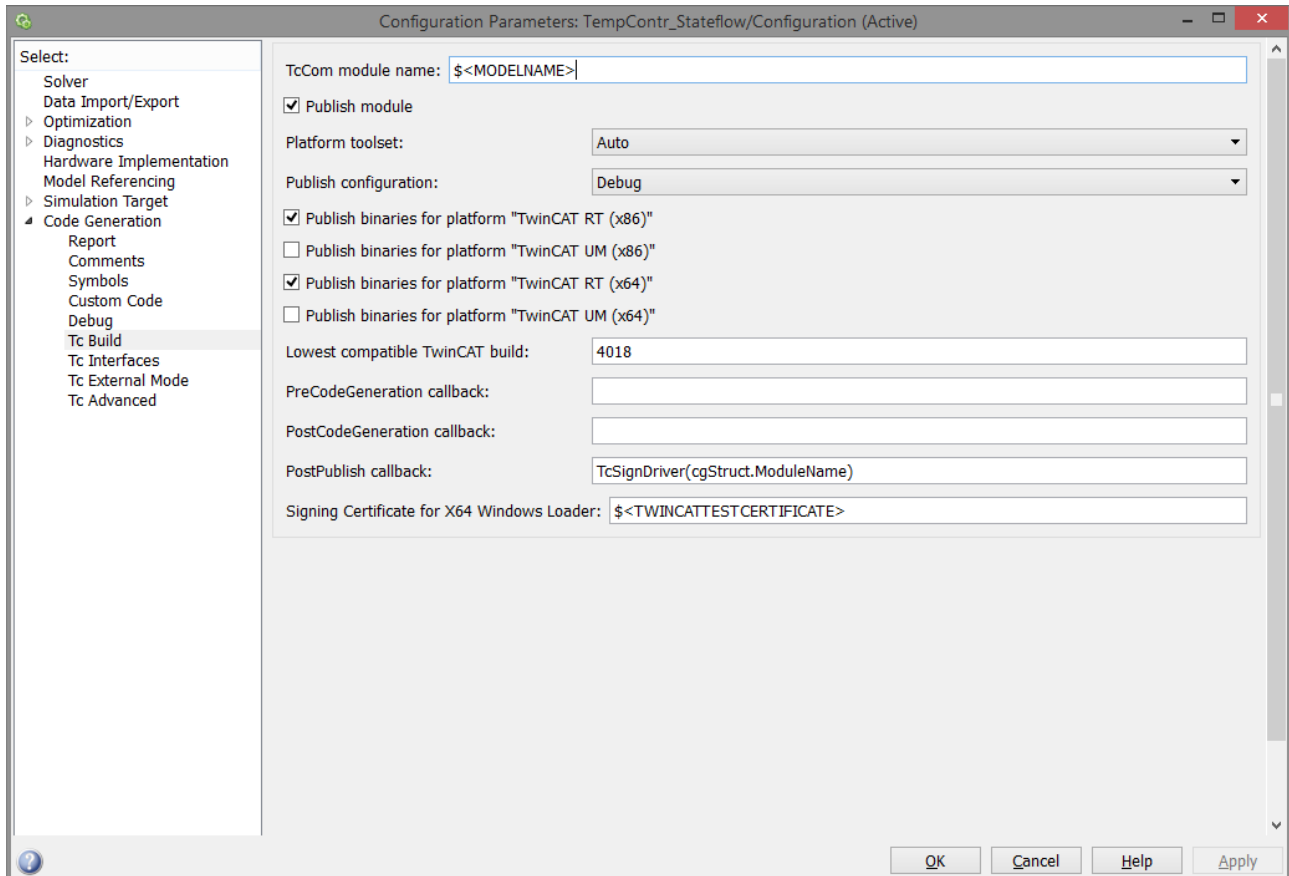 Configuration Parameters: TempContr_Stateflow/Configuration (Active)
Select:
Solver
Data Import/Export
Optimization
Diagnostics
Hardware Implementation
Model Referencing
Simulation Target
Code Generation
Report
Comments
Symbols
Custom Code
Debug
Tc Build
Tc Interfaces
Tc External Mode
Tc Advanced
TcCom module name: $<MODELNAME>
Publish module
Platform toolset: Auto
Publish configuration: Debug
Publish binaries for platform "TwinCAT RT (x86)"
Publish binaries for platform "TwinCAT UM (x86)"
Publish binaries for platform "TwinCAT RT (x64)"
Publish binaries for platform "TwinCAT UM (x64)"
Lowest compatible TwinCAT build: 4018
PreCodeGeneration callback:
PostCodeGeneration callback:
PostPublish callback: TcSignDriver(cgStruct.ModuleName)
Signing Certificate for X64 Windows Loader: $<TWINCATTESTCERTIFICATE>
OK Cancel Help Apply